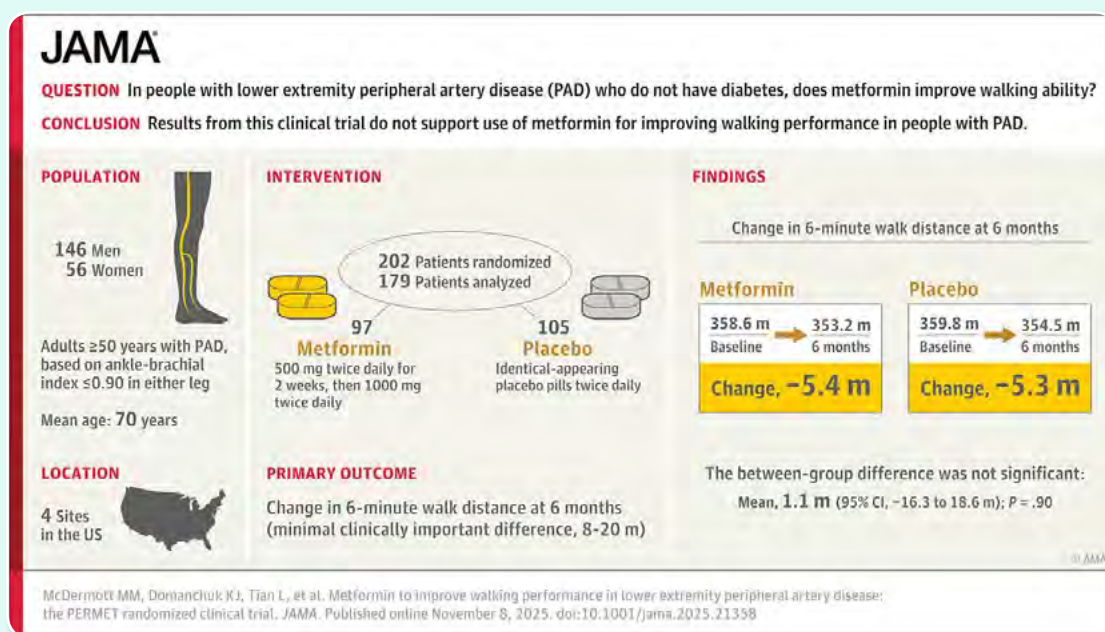 JAMA
QUESTION In people with lower extremity peripheral artery disease (PAD) who do not have diabetes, does metformin improve walking ability?
CONCLUSION Results from this clinical trial do not support use of metformin for improving walking performance in people with PAD.
POPULATION
146 Men
56 Women
Adults ≥50 years with PAD,
based on ankle-brachial
index ≤0.90 in either leg
Mean age: 70 years
LOCATION
4 Sites
in the US
INTERVENTION
202 Patients randomized
179 Patients analyzed
97
Metformin
500 mg twice daily for
2 weeks, then 1000 mg
twice daily
105
Placebo
Identical-appearing
placebo pills twice daily
PRIMARY OUTCOME
Change in 6-minute walk distance at 6 months
(minimal clinically important difference, 8-20 m)
FINDINGS
Change in 6-minute walk distance at 6 months
Metformin
358.6 m 353.2 m
Baseline 6 months
Change, −5.4 m
Placebo
359.8 m 354.5 m
Baseline 6 months
Change, −5.3 m
The between-group difference was not significant:
Mean, 1.1 m (95% CI, −16.3 to 18.6 m); P = .90
© AMA
McDermott MM, Domanchuk KJ, Tian L, et al. Metformin to improve walking performance in lower extremity peripheral artery disease:
the PERMET randomized clinical trial. JAMA. Published online November 8, 2025. doi:10.1001/jama.2025.21358